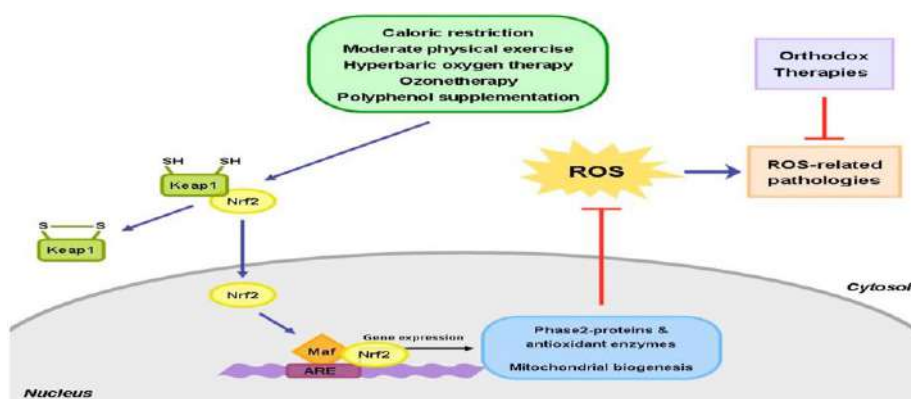 Caloric restriction
Moderate physical exercise
Hyperbaric oxygen therapy
Ozonetherapy
Polyphenol supplementation
Orthodox
Therapies
SH
SH
Keap1
Nrf2
ROS
ROS-related
pathologies
S
S
Keap1
Nrf2
Cytosol
Gene expression
Maf
Nrf2
ARE
Phase2-proteins &
antioxidant enzymes
Mitochondrial biogenesis
Nucleus